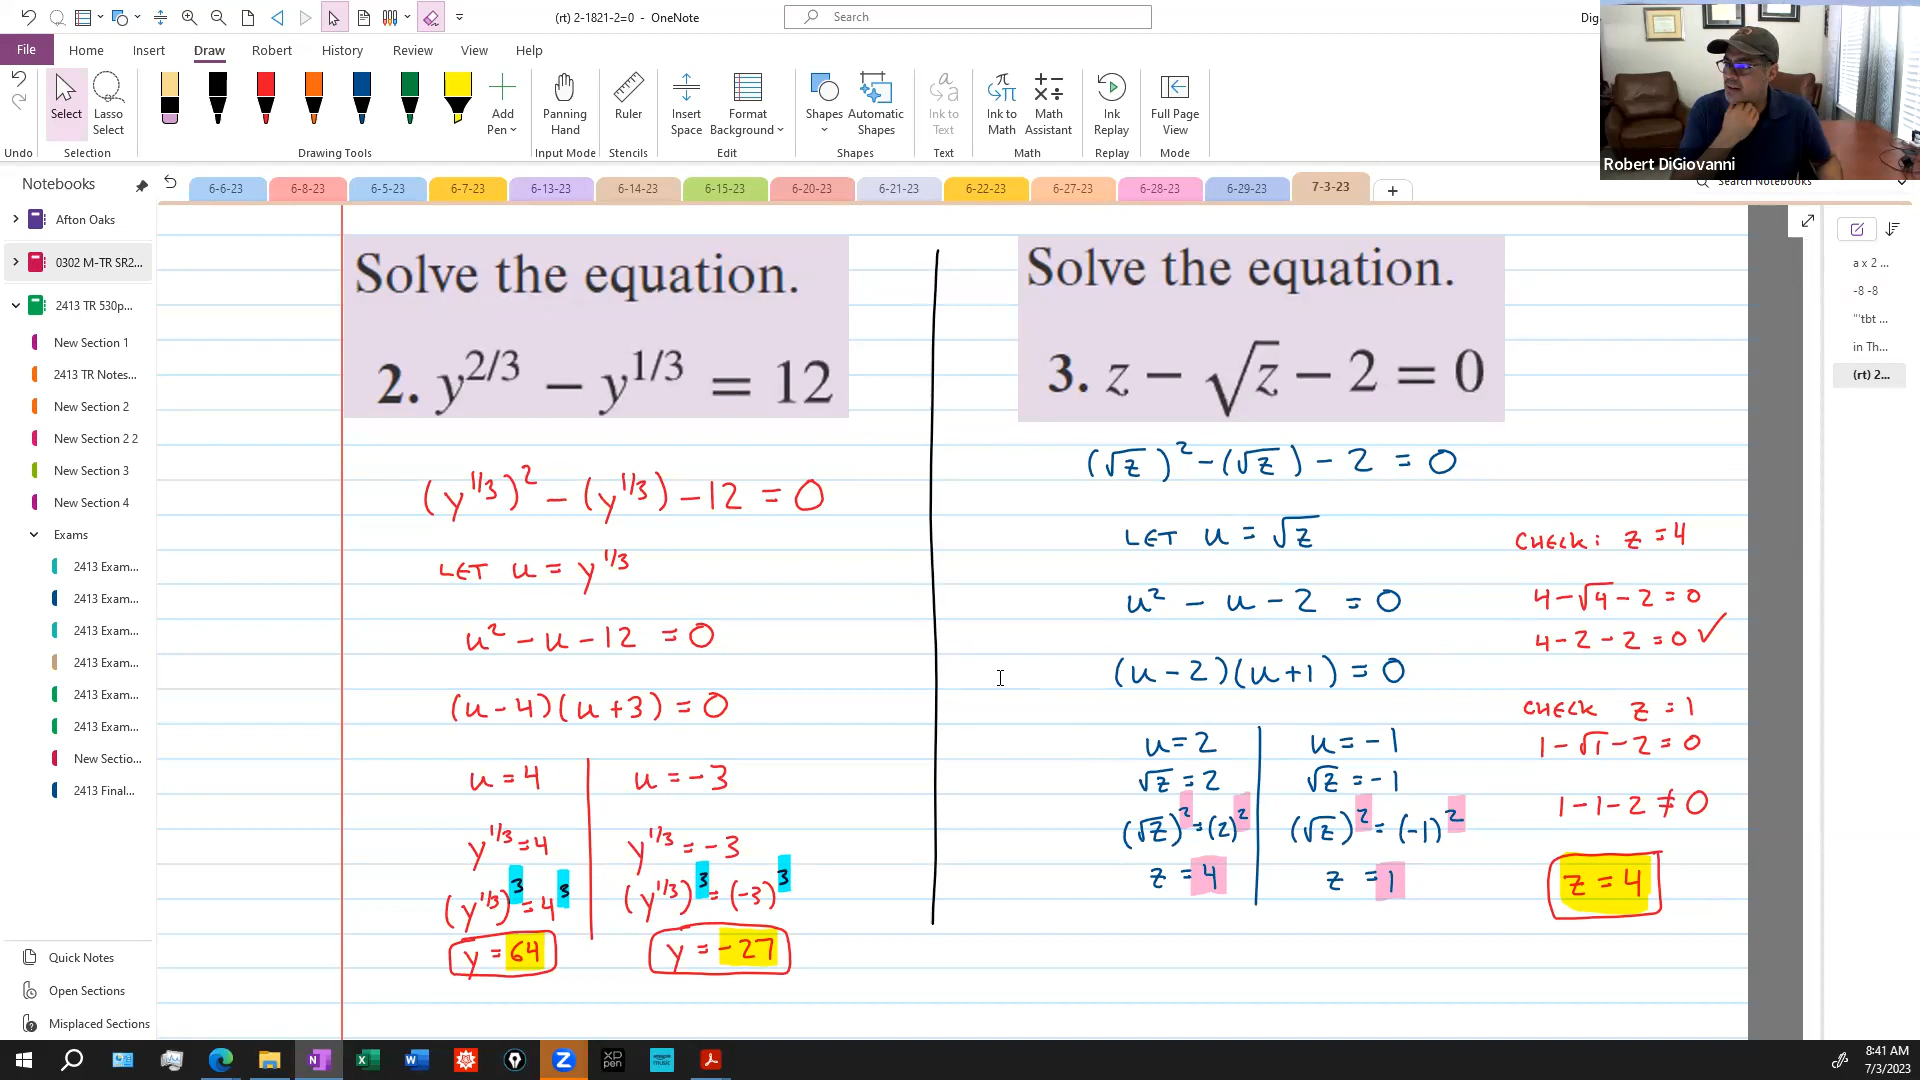 (rt) 2-1821-2=0 - OneNote
Search
Dig
File
Home
Insert
Draw
Robert
History
Review
View
Help
Select
Lasso Select
Add Pen
Panning Hand
Ruler
Insert Space
Format Background
Shapes
Automatic Shapes
Ink to Text
Ink to Math
Math Assistant
Ink Replay
Full Page View
Undo
Selection
Drawing Tools
Input Mode
Stencils
Edit
Shapes
Text
Math
Replay
Mode
Robert DiGiovanni
Notebooks
6-6-23
6-8-23
6-5-23
6-7-23
6-13-23
6-14-23
6-15-23
6-20-23
6-21-23
6-22-23
6-27-23
6-28-23
6-29-23
7-3-23
+
Search Notebooks
Afton Oaks
0302 M-TR SR2...
2413 TR 530p...
New Section 1
2413 TR Notes...
New Section 2
New Section 2 2
New Section 3
New Section 4
Exams
2413 Exam...
2413 Exam...
2413 Exam...
2413 Exam...
2413 Exam...
2413 Exam...
New Sectio...
2413 Final...
Quick Notes
Open Sections
Misplaced Sections
Solve the equation.
2. y^{2/3} − y^{1/3} = 12
(y^{1/3})^2 − (y^{1/3}) − 12 = 0
LET u = y^{1/3}
u^2 − u − 12 = 0
(u − 4)(u + 3) = 0
u = 4
y^{1/3} = 4
(y^{1/3})^3 = 4^3
y = 64
u = −3
y^{1/3} = −3
(y^{1/3})^3 = (−3)^3
y = −27
Solve the equation.
3. z − √z − 2 = 0
(√z)^2 − (√z) − 2 = 0
LET u = √z
u^2 − u − 2 = 0
(u − 2)(u + 1) = 0
u = 2
√z = 2
(√z)^2 = (2)^2
z = 4
u = −1
√z = −1
(√z)^2 = (−1)^2
z = 1
CHECK: z = 4
4 − √4 − 2 = 0
4 − 2 − 2 = 0 ✓
CHECK z = 1
1 − √1 − 2 = 0
1 − 1 − 2 ≠ 0
z = 4
a x 2 ...
-8 -8
"'tbt ...
in Th...
(rt) 2...
XP
pen
amazon
music
8:41 AM
7/3/2023